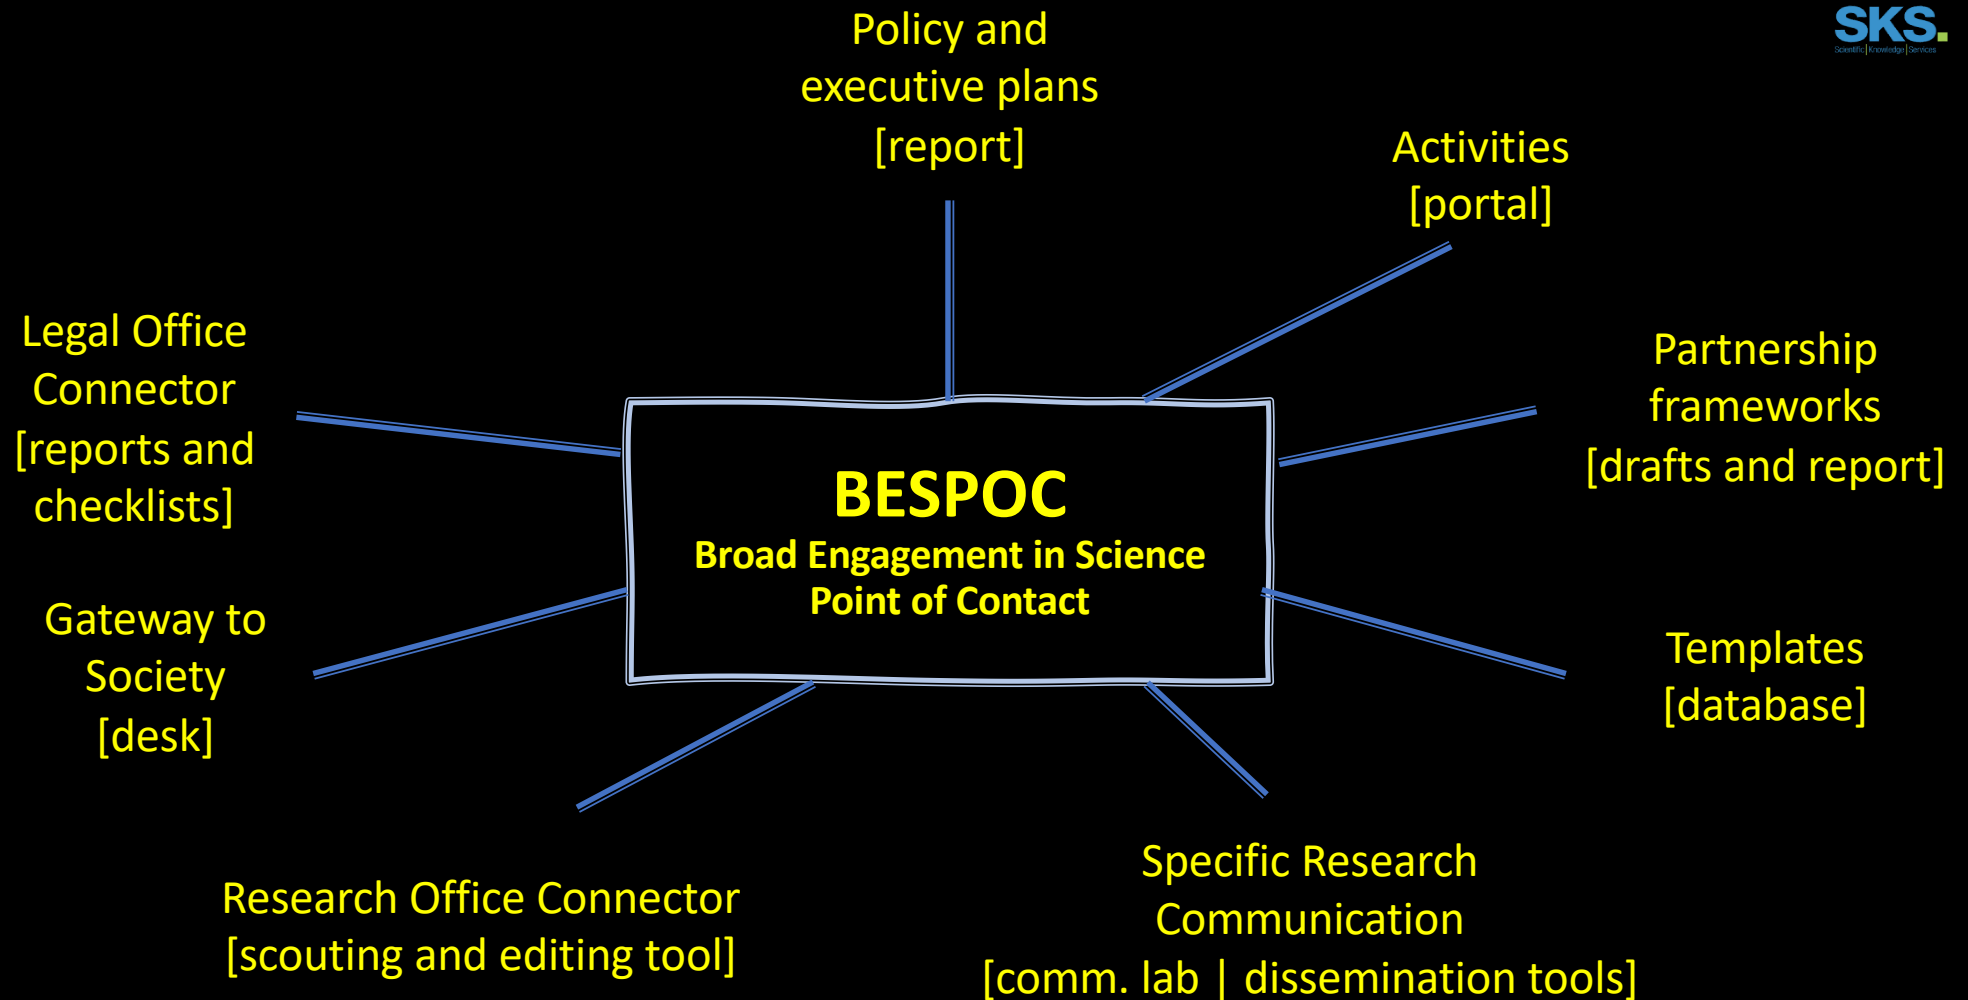 Policy and
executive plans
[report]
SKS.
Scientific|Knowledge|Services
Activities
[portal]
Legal Office
Connector
[reports and
checklists]
Partnership
frameworks
[drafts and report]
BESPOC
Broad Engagement in Science
Point of Contact
Gateway to
Society
[desk]
Templates
[database]
Research Office Connector
[scouting and editing tool]
Specific Research
Communication
[comm. lab | dissemination tools]